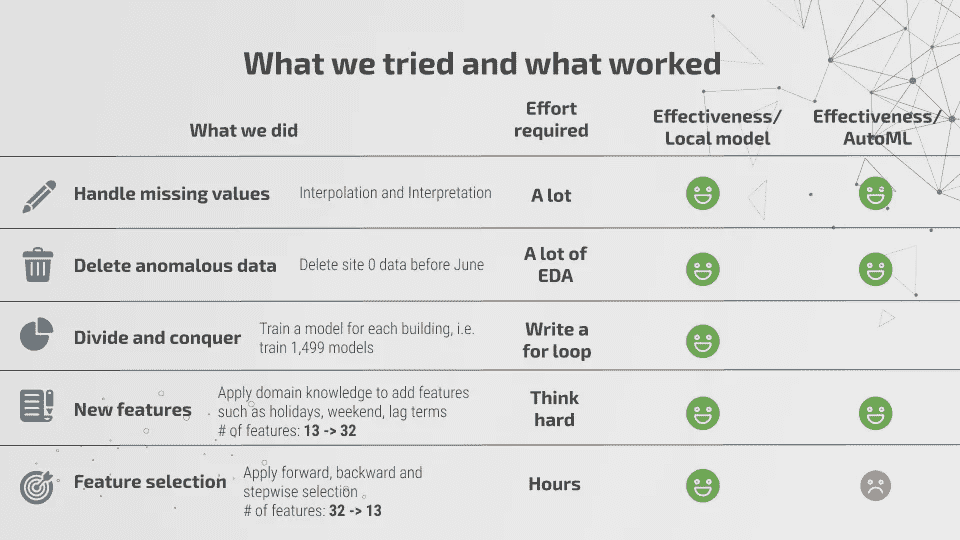 What we tried and what worked
What we did
Effort
required
Effectiveness/
Local model
Effectiveness/
AutoML
Handle missing values
Interpolation and Interpretation
A lot
Delete anomalous data
Delete site 0 data before June
A lot of
EDA
Divide and conquer
Train a model for each building, i.e.
train 1,499 models
Write a
for loop
New features
Apply domain knowledge to add features
such as holidays, weekend, lag terms
# of features: 13 -> 32
Think
hard
Feature selection
Apply forward, backward and
stepwise selection
# of features: 32 -> 13
Hours